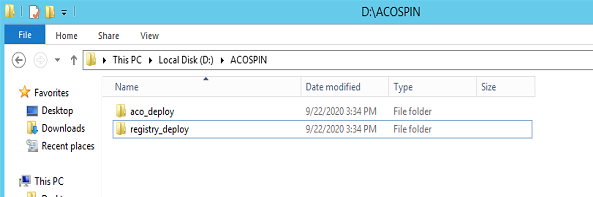 D:\ACOSPIN
File Home Share View
This PC Local Disk (D:) ACOSPIN
Favorites
Desktop
Downloads
Recent places
This PC
Name Date modified Type Size
aco_deploy 9/22/2020 3:34 PM File folder
registry_deploy 9/22/2020 3:34 PM File folder